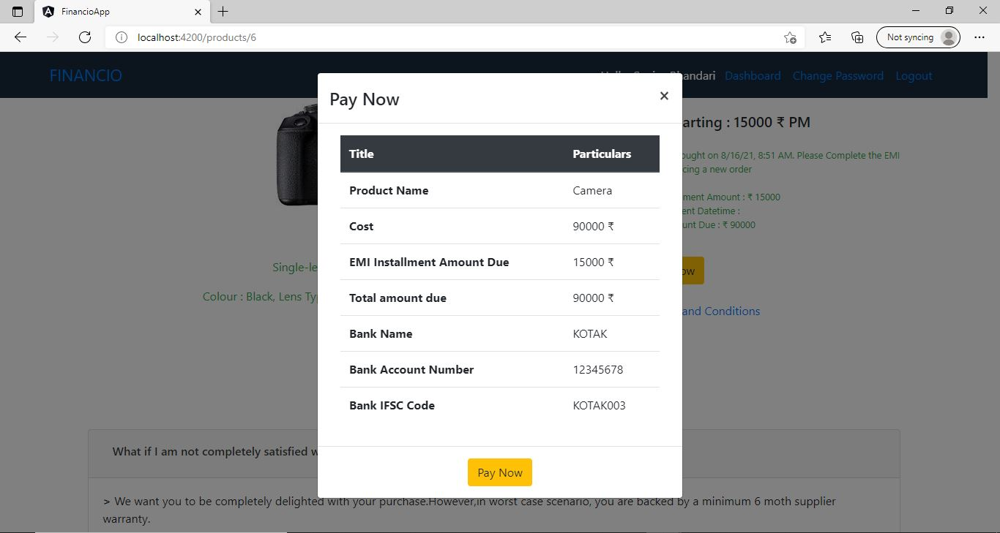 FinancioApp
localhost:4200/products/6
Not syncing
FINANCIO
Bhandari Dashboard Change Password Logout
Pay Now ×
Title Particulars
Product Name Camera
Cost 90000 ₹
EMI Installment Amount Due 15000 ₹
Total amount due 90000 ₹
Bank Name KOTAK
Bank Account Number 12345678
Bank IFSC Code KOTAK003
Pay Now
arting : 15000 ₹ PM
ought on 8/16/21, 8:51 AM. Please Complete the EMI
cing a new order
ment Amount : ₹ 15000
ent Datetime :
unt Due : ₹ 90000
ow
and Conditions
Single-le
Colour : Black, Lens Ty
What if I am not completely satisfied w
> We want you to be completely delighted with your purchase.However,in worst case scenario, you are backed by a minimum 6 moth supplier
warranty.